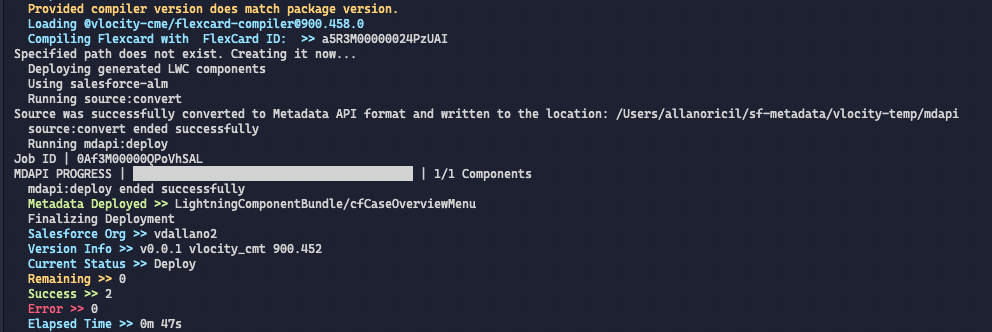 Provided compiler version does match package version.
Loading @vlocity-cme/flexcard-compiler@900.458.0
Compiling Flexcard with  FlexCard ID:  >> a5R3M00000024PzUAI
Specified path does not exist. Creating it now...
Deploying generated LWC components
Using salesforce-alm
Running source:convert
Source was successfully converted to Metadata API format and written to the location: /Users/allanoricil/sf-metadata/vlocity-temp/mdapi
source:convert ended successfully
Running mdapi:deploy
Job ID | 0Af3M00000QPoVhSAL
MDAPI PROGRESS | | 1/1 Components
mdapi:deploy ended successfully
Metadata Deployed >> LightningComponentBundle/cfCaseOverviewMenu
Finalizing Deployment
Salesforce Org >> vdallano2
Version Info >> v0.0.1 vlocity_cmt 900.452
Current Status >> Deploy
Remaining >> 0
Success >> 2
Error >> 0
Elapsed Time >> 0m 47s